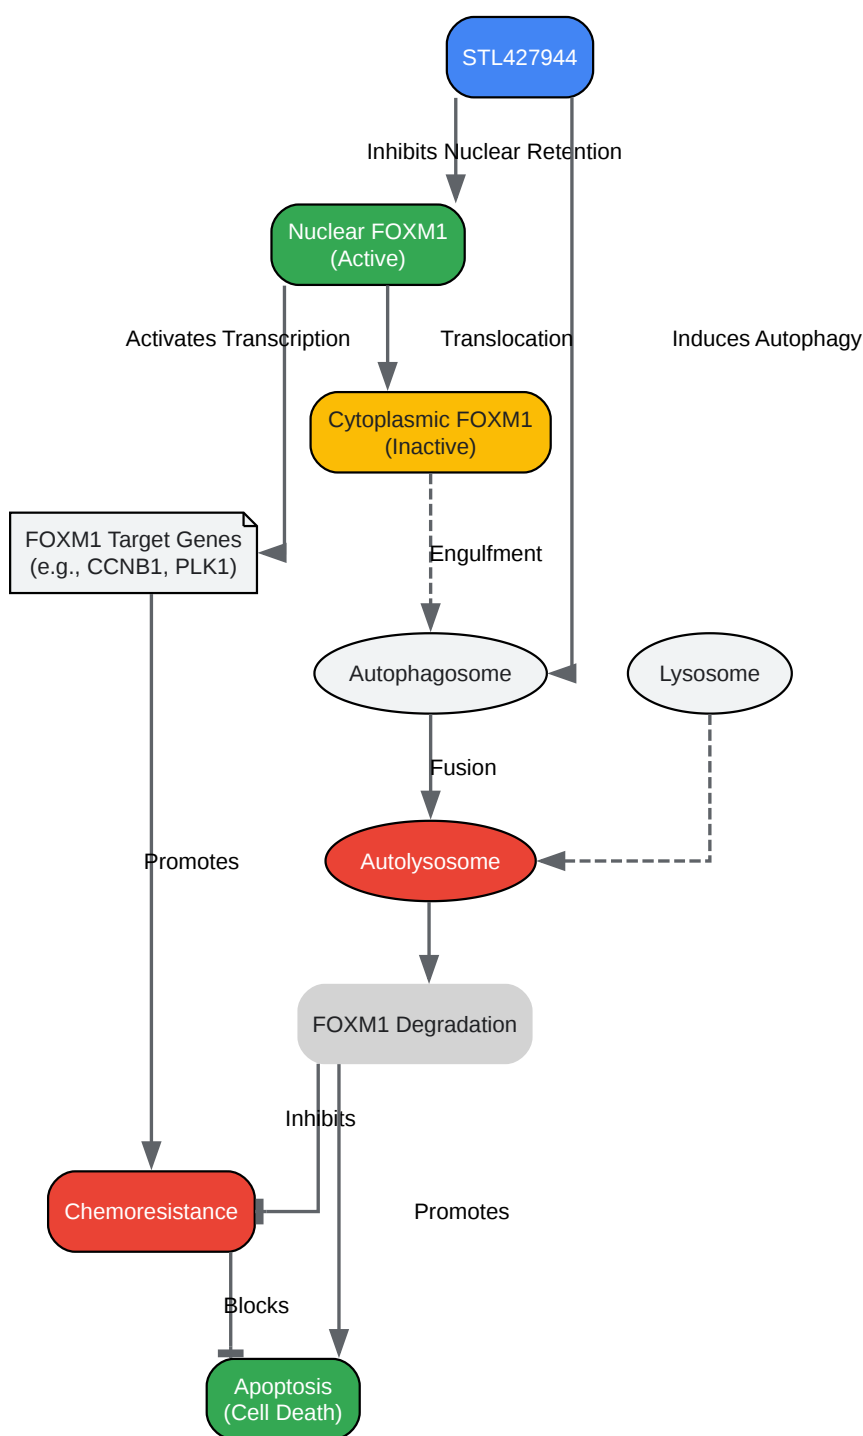 STL427944
Inhibits Nuclear Retention
Nuclear FOXM1
(Active)
Activates Transcription
Translocation
Induces Autophagy
Cytoplasmic FOXM1
(Inactive)
FOXM1 Target Genes
(e.g., CCNB1, PLK1)
Engulfment
Autophagosome
Lysosome
Fusion
Promotes
Autolysosome
FOXM1 Degradation
Inhibits
Chemoresistance
Promotes
Blocks
Apoptosis
(Cell Death)